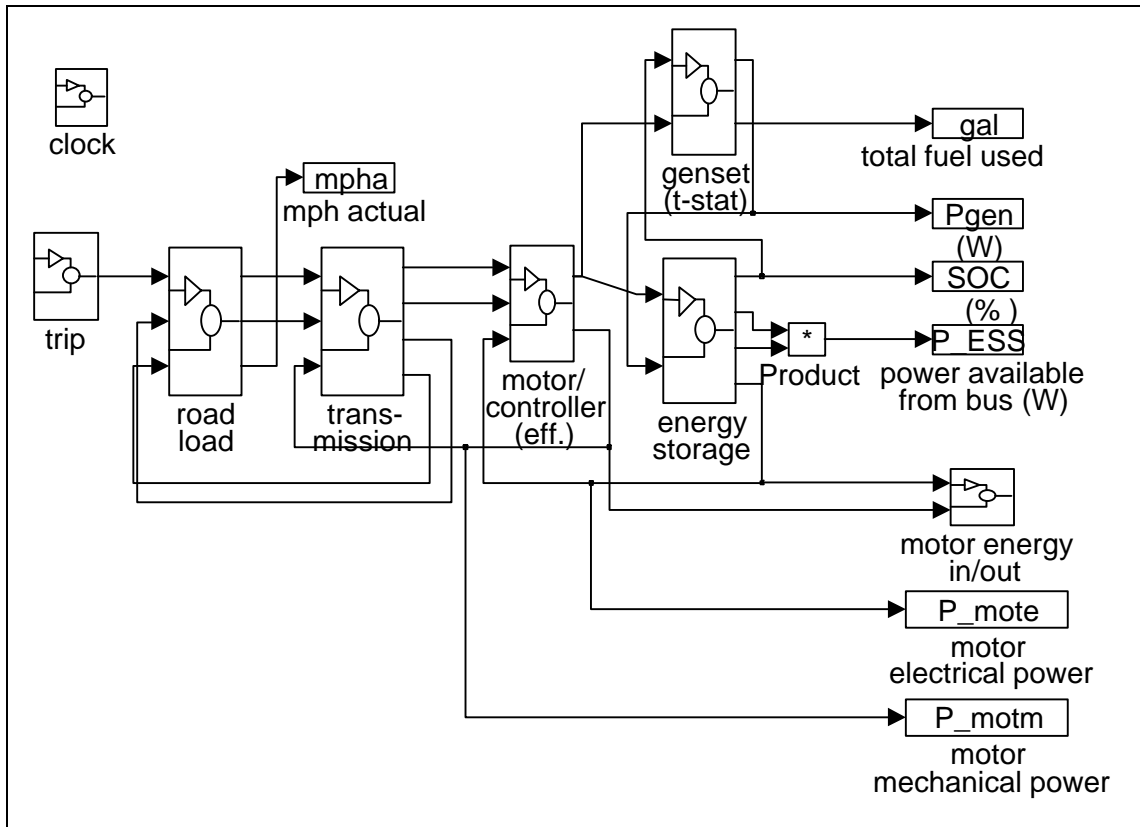 clock
trip
road
load
mpha
mph actual
trans-
mission
motor/
controller
(eff.)
genset
(t-stat)
energy
storage
*
Product
gal
total fuel used
Pgen
(W)
SOC
(% )
P_ESS
power available
from bus (W)
motor energy
in/out
P_mote
motor
electrical power
P_motm
motor
mechanical power